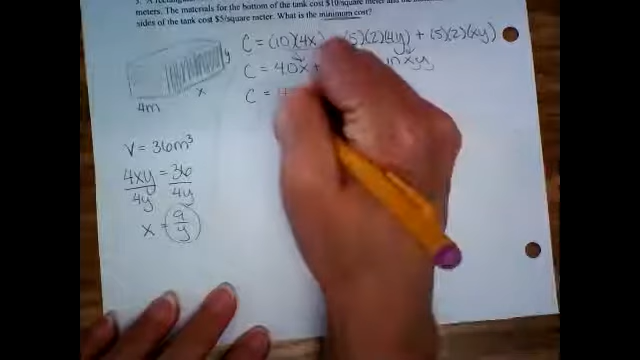 meters. The materials for the bottom of the tank cost $10/square meter and the
sides of the tank cost $5/square meter. What is the minimum cost?
C = (10)(4x) (5)(2)(4y) + (5)(2)(xy)
C = 40x + 10xy
C = 4
y
x
4m
V = 36m³
4xy = 36
4y 4y
x = 9/y